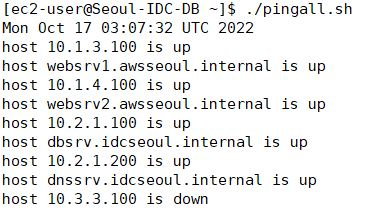 [ec2-user@Seoul-IDC-DB ~]$ ./pingall.sh
Mon Oct 17 03:07:32 UTC 2022
host 10.1.3.100 is up
host websrv1.awsseoul.internal is up
host 10.1.4.100 is up
host websrv2.awsseoul.internal is up
host 10.2.1.100 is up
host dbsrv.idcseoul.internal is up
host 10.2.1.200 is up
host dnssrv.idcseoul.internal is up
host 10.3.3.100 is down